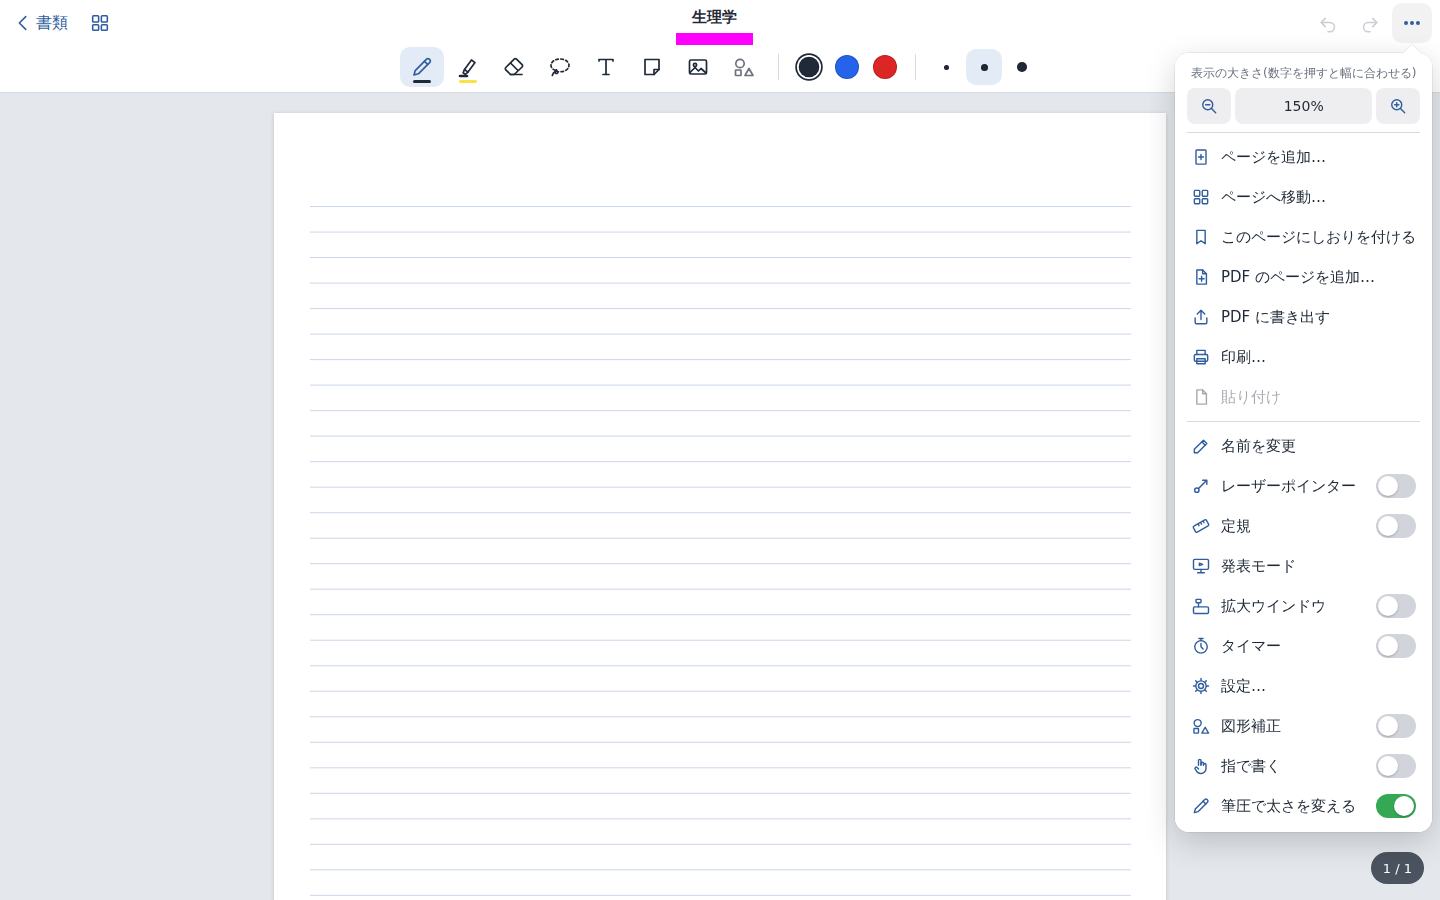 書類
生理学
表示の大きさ(数字を押すと幅に合わせる)
150%
ページを追加…
ページへ移動…
このページにしおりを付ける
PDF のページを追加…
PDF に書き出す
印刷…
貼り付け
名前を変更
レーザーポインター
定規
発表モード
拡大ウインドウ
タイマー
設定…
図形補正
指で書く
筆圧で太さを変える
1 / 1